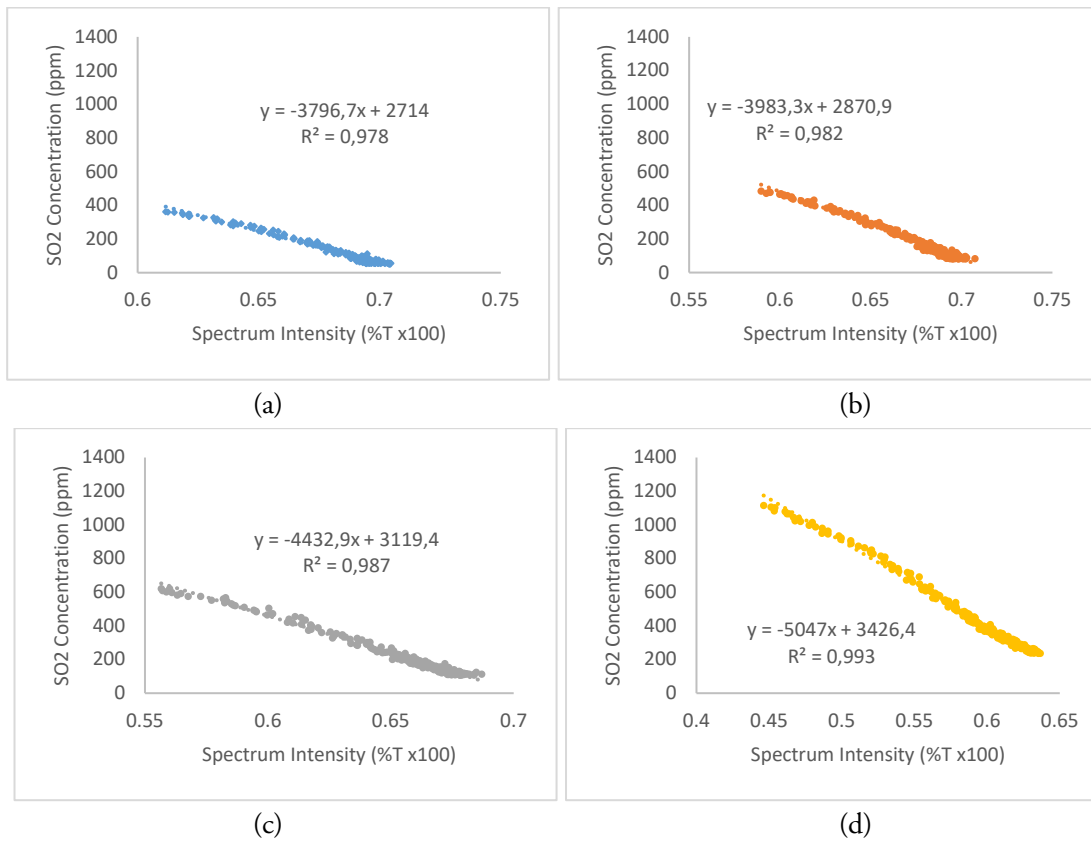 1400
1200
1000
800
600
400
200
0
SO2 Concentration (ppm)
y = -3796,7x + 2714
R² = 0,978
0.6 0.65 0.7 0.75
Spectrum Intensity (%T x100)
(a)
1400
1200
1000
800
600
400
200
0
SO2 Concentration (ppm)
y = -3983,3x + 2870,9
R² = 0,982
0.55 0.6 0.65 0.7 0.75
Spectrum Intensity (%T x100)
(b)
1400
1200
1000
800
600
400
200
0
SO2 Concentration (ppm)
y = -4432,9x + 3119,4
R² = 0,987
0.55 0.6 0.65 0.7
Spectrum Intensity (%T x100)
(c)
1400
1200
1000
800
600
400
200
0
SO2 Concentration (ppm)
y = -5047x + 3426,4
R² = 0,993
0.4 0.45 0.5 0.55 0.6 0.65
Spectrum Intensity (%T x100)
(d)